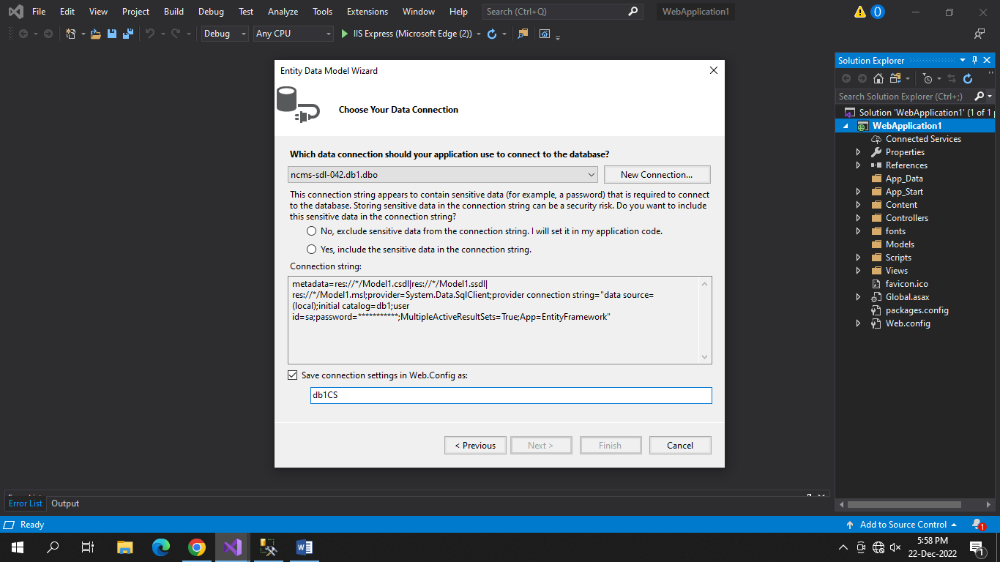 File Edit View Project Build Debug Test Analyze Tools Extensions Window Help Search (Ctrl+Q) WebApplication1 0
Debug Any CPU IIS Express (Microsoft Edge (2))
Entity Data Model Wizard
Choose Your Data Connection
Which data connection should your application use to connect to the database?
ncms-sdl-042.db1.dbo New Connection...
This connection string appears to contain sensitive data (for example, a password) that is required to connect
to the database. Storing sensitive data in the connection string can be a security risk. Do you want to include
this sensitive data in the connection string?
No, exclude sensitive data from the connection string. I will set it in my application code.
Yes, include the sensitive data in the connection string.
Connection string:
metadata=res://*/Model1.csdl|res://*/Model1.ssdl|
res://*/Model1.msl;provider=System.Data.SqlClient;provider connection string="data source=
(local);initial catalog=db1;user
id=sa;password=***********;MultipleActiveResultSets=True;App=EntityFramework"
Save connection settings in Web.Config as:
db1CS
< Previous Next > Finish Cancel
Solution Explorer
Search Solution Explorer (Ctrl+;)
Solution 'WebApplication1' (1 of 1
WebApplication1
Connected Services
Properties
References
App_Data
App_Start
Content
Controllers
fonts
Models
Scripts
Views
favicon.ico
Global.asax
packages.config
Web.config
Error List Output
Ready Add to Source Control 1
5:58 PM
22-Dec-2022
1